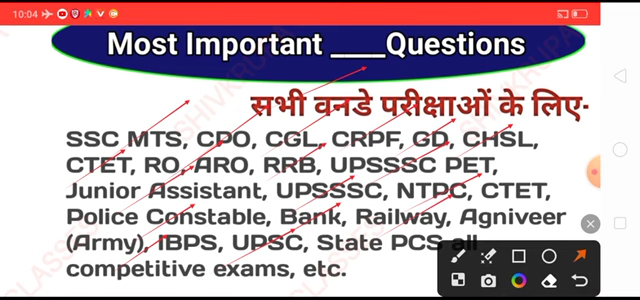 10:04
Most Important ___Questions
सभी वनडे परीक्षाओं के लिए-
SSC MTS, CPO, CGL, CRPF, GD, CHSL,
CTET, RO, ARO, RRB, UPSSSC PET,
Junior Assistant, UPSSSC, NTPC, CTET,
Police Constable, Bank, Railway, Agniveer
(Army), IBPS, UPSC, State PCS all
competitive exams, etc.